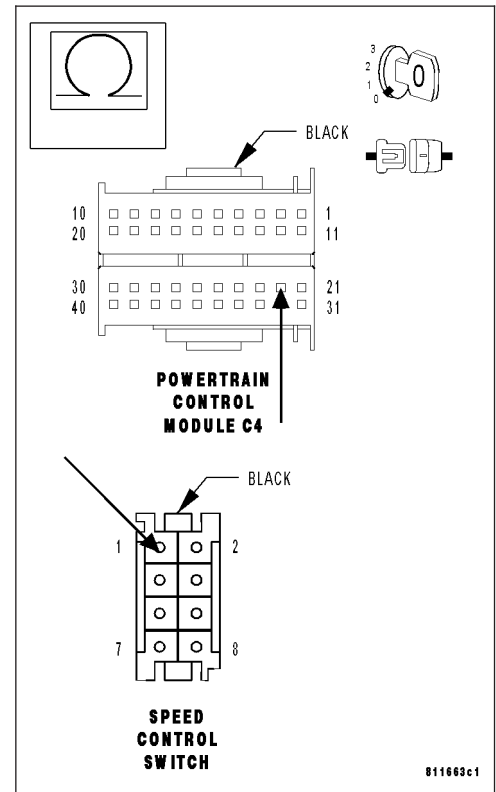 3
2
1
0
BLACK
10 1
20 11
30 21
40 31
POWERTRAIN
CONTROL
MODULE C4
BLACK
1 2
7 8
SPEED
CONTROL
SWITCH
811663c1